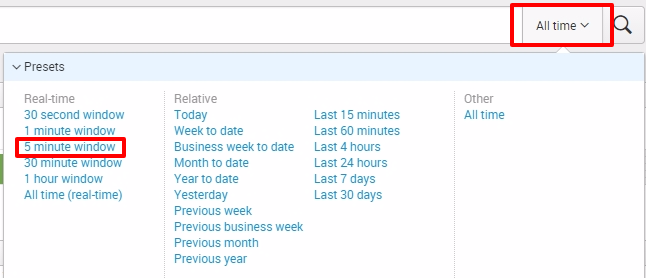 All time
Presets
Real-time
30 second window
1 minute window
5 minute window
30 minute window
1 hour window
All time (real-time)
Relative
Today
Week to date
Business week to date
Month to date
Year to date
Yesterday
Previous week
Previous business week
Previous month
Previous year
Last 15 minutes
Last 60 minutes
Last 4 hours
Last 24 hours
Last 7 days
Last 30 days
Other
All time